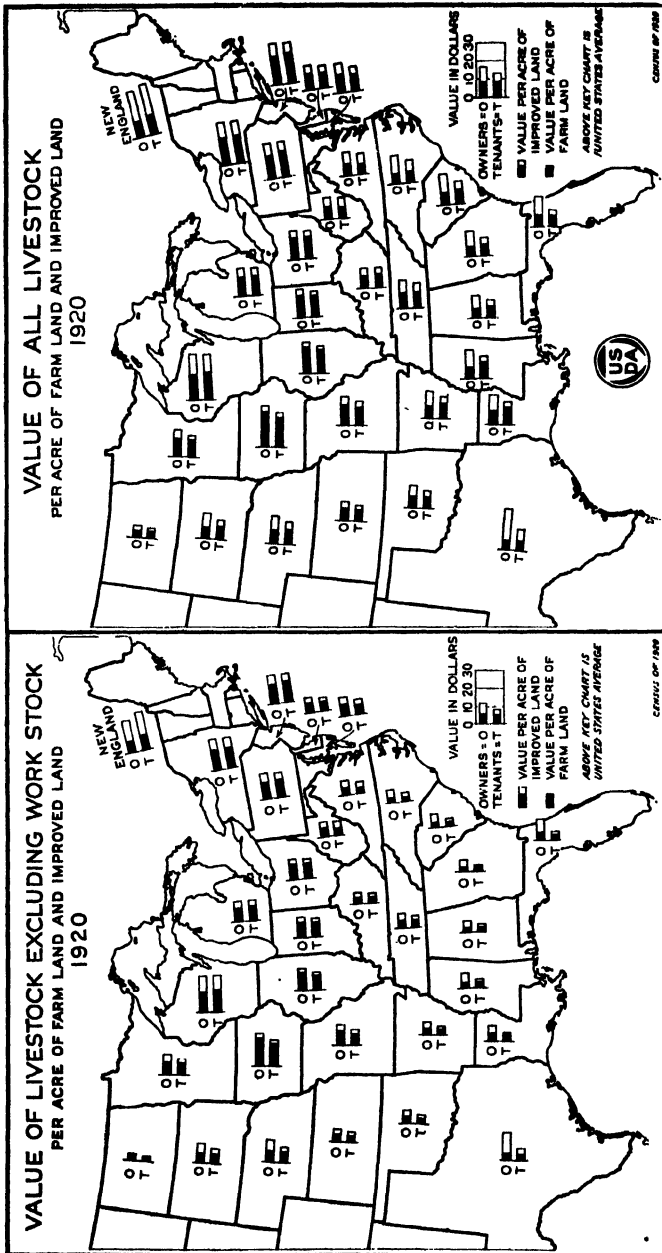 VALUE OF LIVESTOCK EXCLUDING WORK STOCK
PER ACRE OF FARM LAND AND IMPROVED LAND
1920
NEW
ENGLAND
O
T
O
T
O
T
O
T
O
T
O
T
O
T
O
T
O
T
O
T
O
T
O
T
O
T
O
T
O
T
O
T
O
T
O
T
O
T
O
T
O
T
O
T
O
T
O
T
O
T
O
T
O
T
O
T
O
T
O
T
O
T
O
T
VALUE IN DOLLARS
0 10 20 30
OWNERS = O
TENANTS = T
VALUE PER ACRE OF
IMPROVED LAND
VALUE PER ACRE OF
FARM LAND
ABOVE KEY CHART IS
UNITED STATES AVERAGE
CENSUS OF 1920
VALUE OF ALL LIVESTOCK
PER ACRE OF FARM LAND AND IMPROVED LAND
1920
NEW
ENGLAND
O
T
O
T
O
T
O
T
O
T
O
T
O
T
O
T
O
T
O
T
O
T
O
T
O
T
O
T
O
T
O
T
O
T
O
T
O
T
O
T
O
T
O
T
O
T
O
T
O
T
O
T
O
T
O
T
O
T
O
T
O
T
O
T
VALUE IN DOLLARS
0 10 20 30
OWNERS = O
TENANTS = T
VALUE PER ACRE OF
IMPROVED LAND
VALUE PER ACRE OF
FARM LAND
ABOVE KEY CHART IS
UNITED STATES AVERAGE
US
DA
CENSUS OF 1920